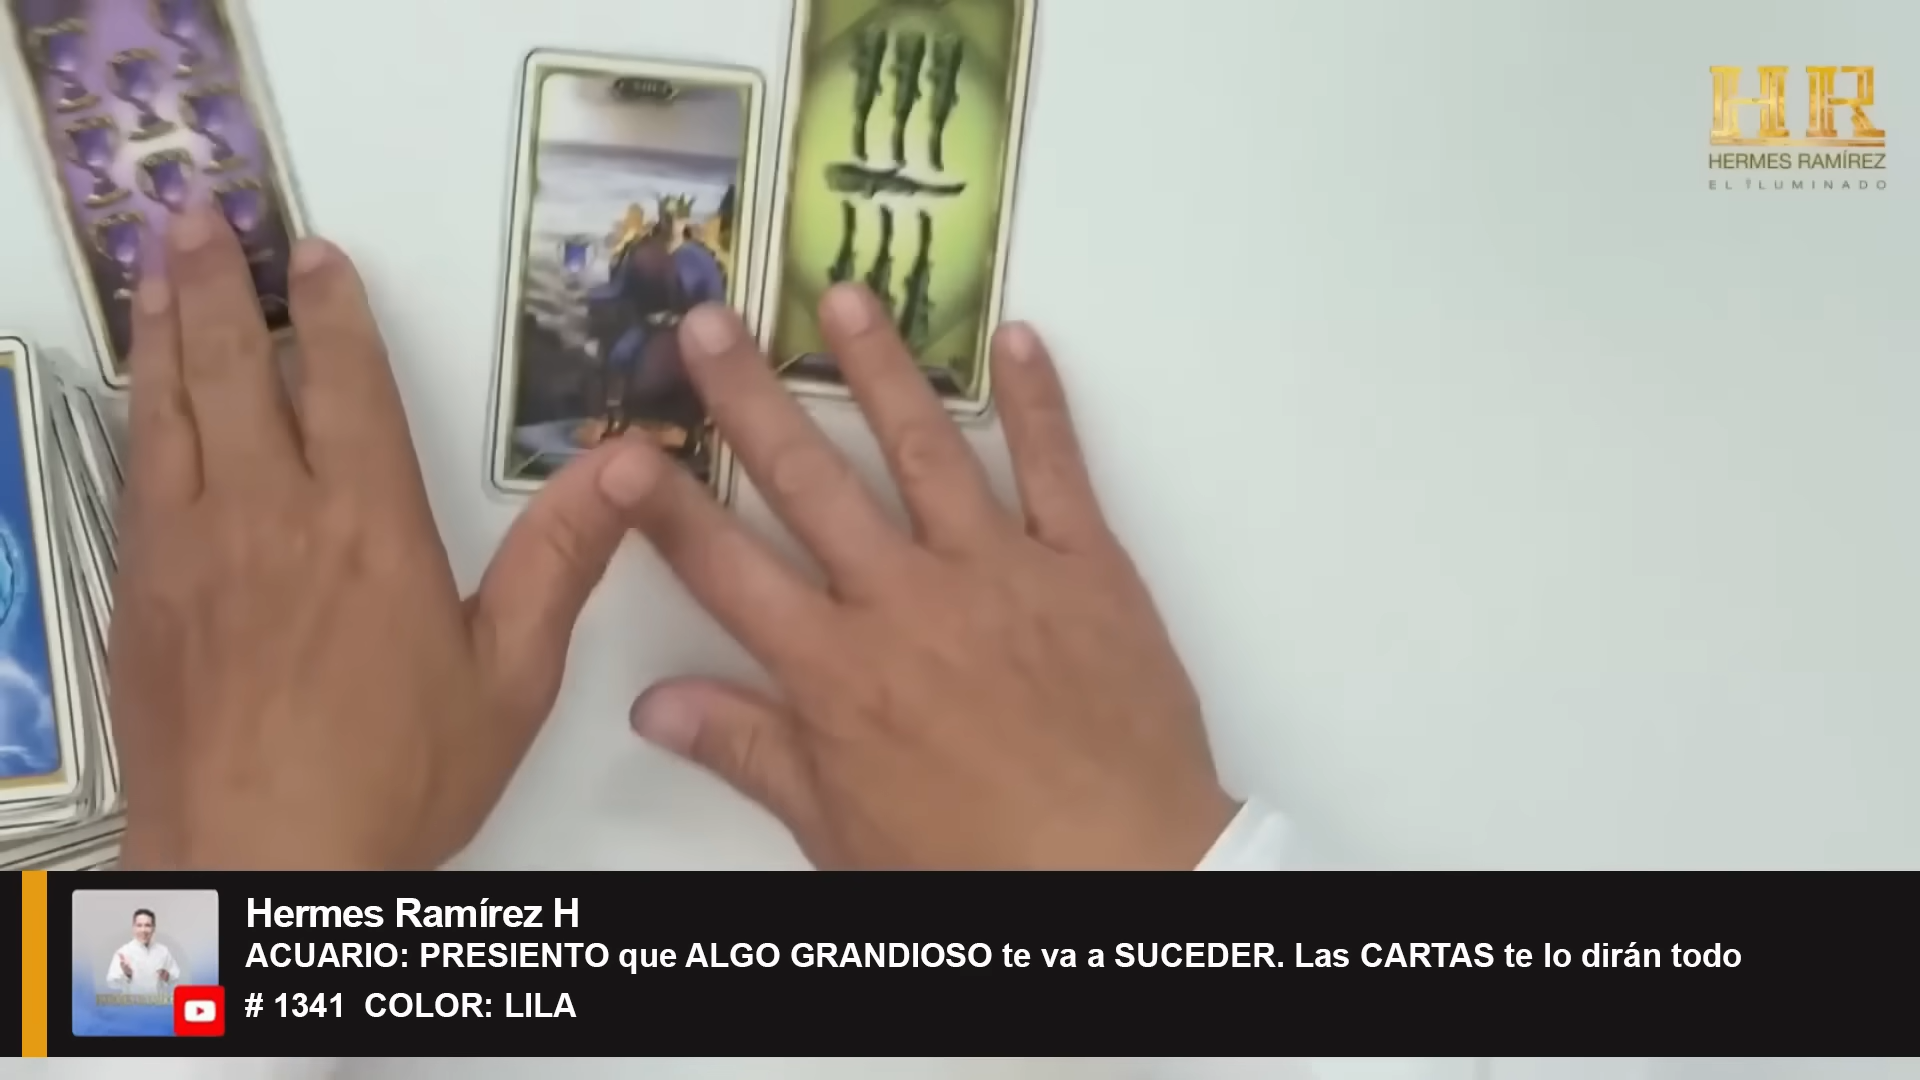 HR
HERMES RAMÍREZ
EL ILUMINADO
Hermes Ramírez H
ACUARIO: PRESIENTO que ALGO GRANDIOSO te va a SUCEDER. Las CARTAS te lo dirán todo
# 1341 COLOR: LILA